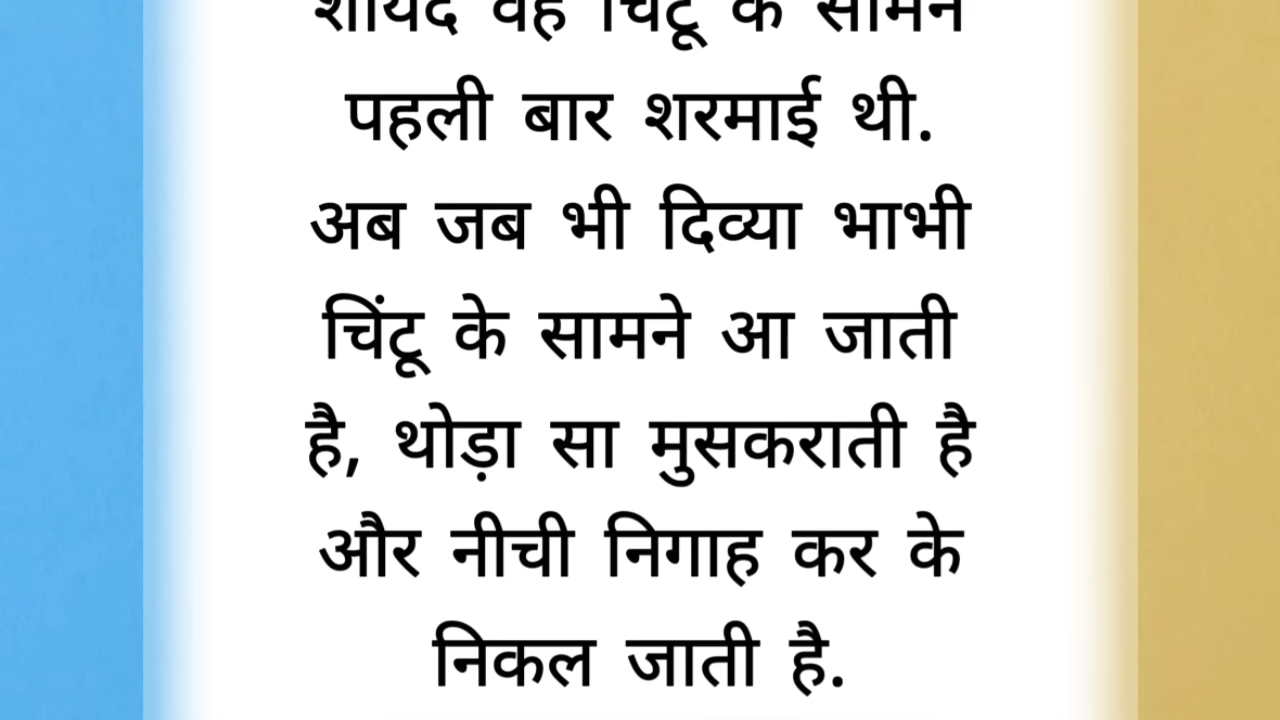 शायद वह चिंटू के सामने
पहली बार शरमाई थी.
अब जब भी दिव्या भाभी
चिंटू के सामने आ जाती
है, थोड़ा सा मुसकराती है
और नीची निगाह कर के
निकल जाती है.